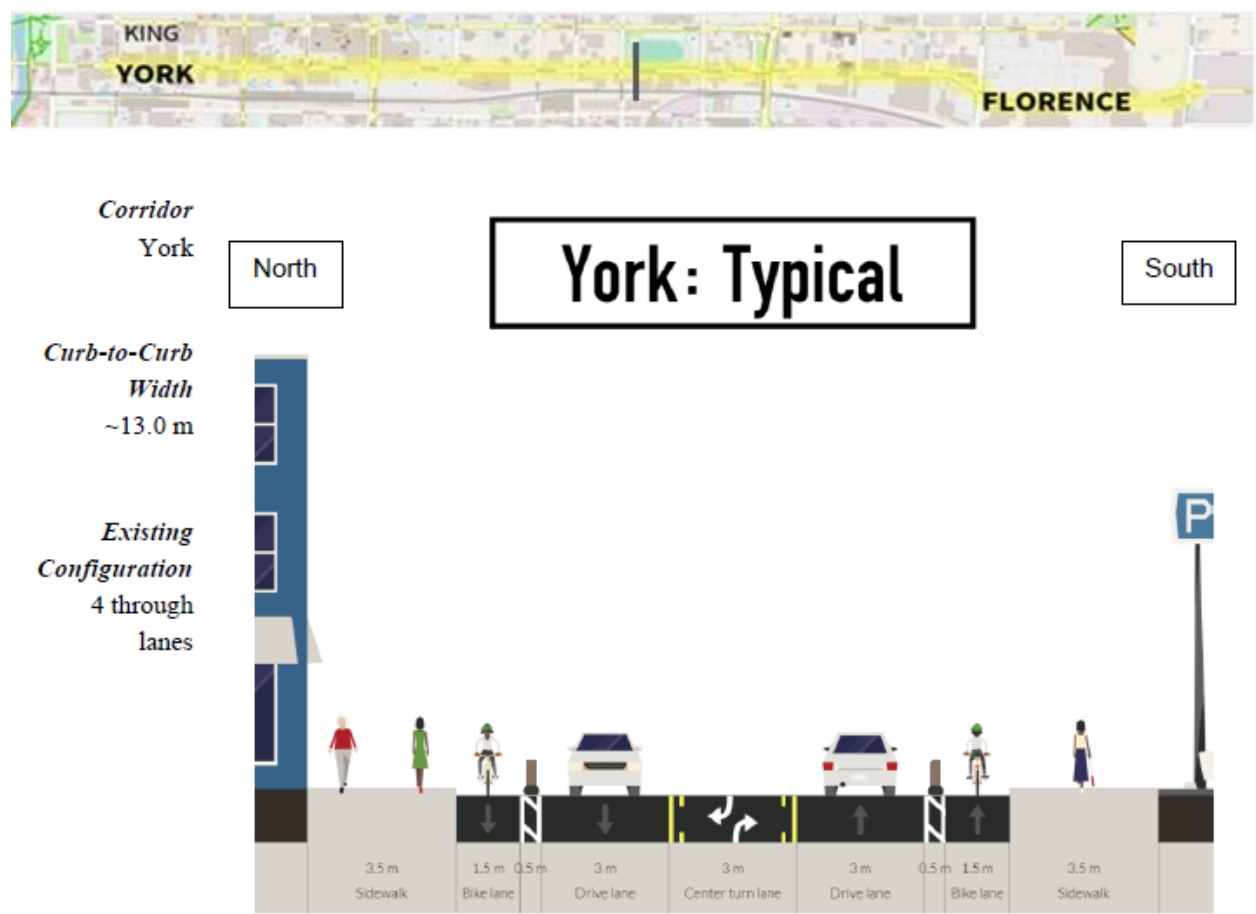 KING
YORK
FLORENCE
Corridor
York
North
York: Typical
South
Curb-to-Curb
Width
~13.0 m
Existing
Configuration
4 through
lanes
P
3.5 m 1.5 m 0.5 m 3 m 3 m 3 m 0.5 m 1.5 m 3.5 m
Sidewalk Bike lane Drive lane Center turn lane Drive lane Bike lane Sidewalk